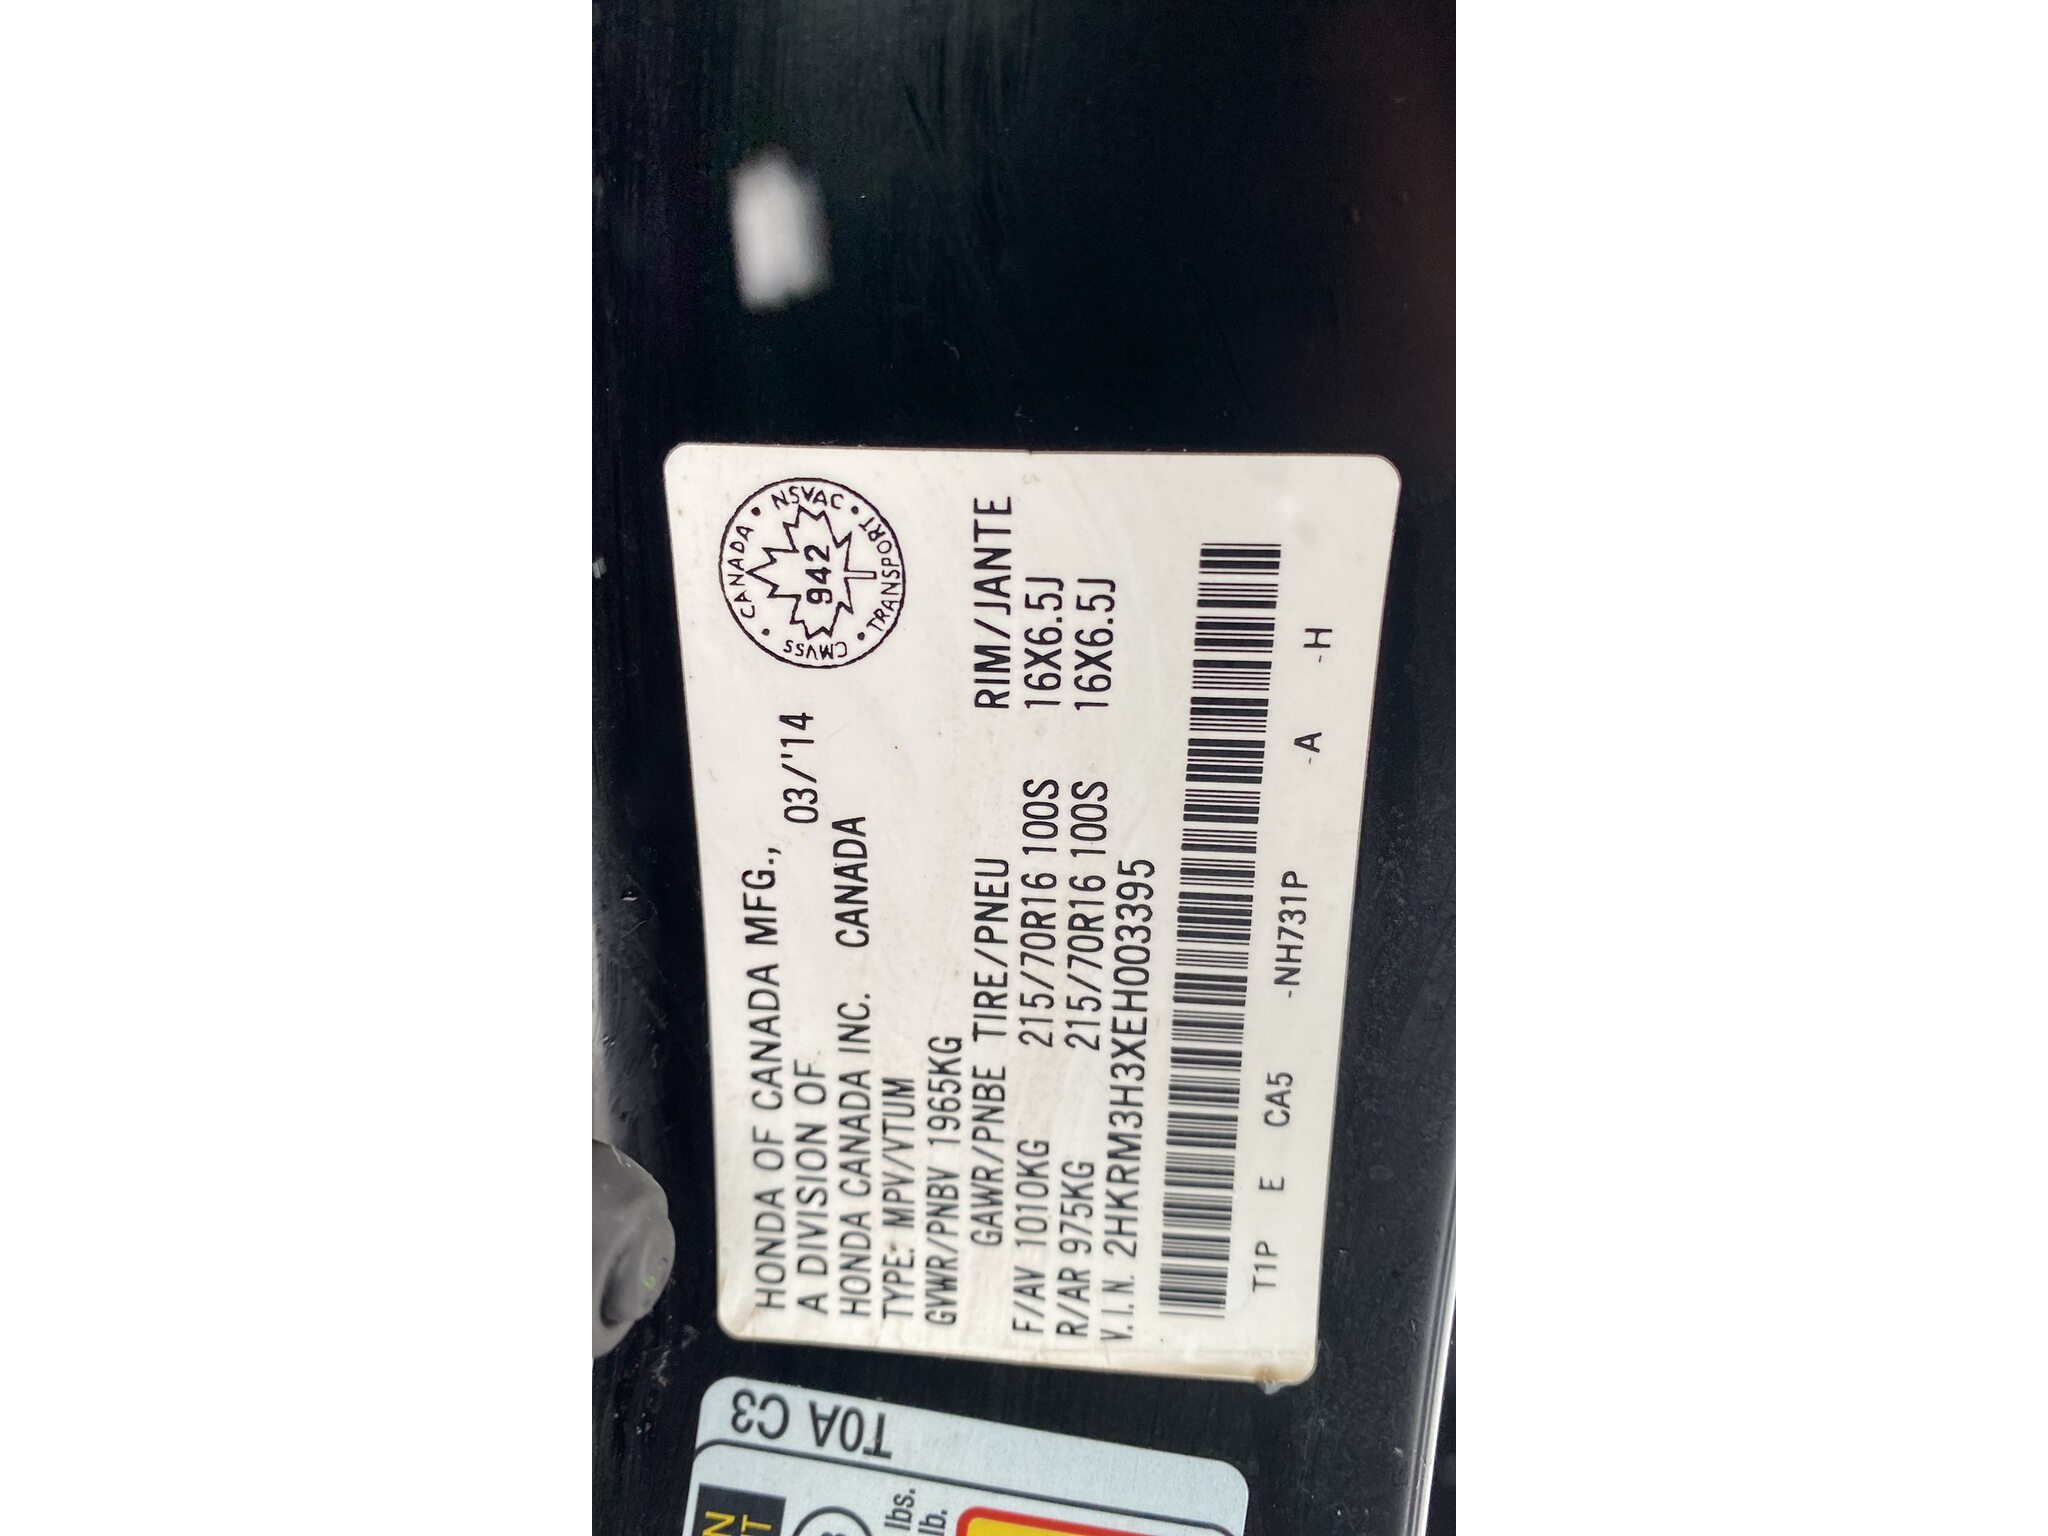 HONDA OF CANADA MFG.,
A DIVISION OF 03/'14
HONDA CANADA INC. CANADA
TYPE: MPV/VTUM
GVWR/PNBV 1965KG
GAWR/PNBE TIRE/PNEU RIM/JANTE
F/AV 1010KG 215/70R16 100S 16X6.5J
R/AR 975KG 215/70R16 100S 16X6.5J
V.I.N. 2HKRM3H3XEH003395
T1P E CA5 -NH731P -A -H
CANADA • NSVAC • TRANSPORT • CMVSS •
942
T0A C3
lbs.
lb.